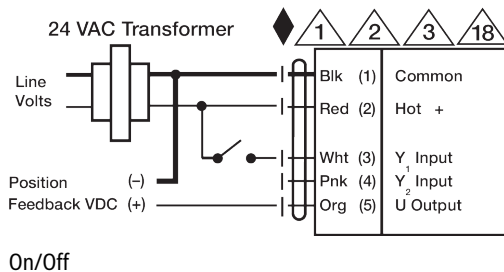 24 VAC Transformer
1 2 3 18
Line
Volts
Blk (1) Common
Red (2) Hot +
Wht (3) Y1 Input
Pnk (4) Y2 Input
Position (–)
Feedback VDC (+)
Org (5) U Output
On/Off